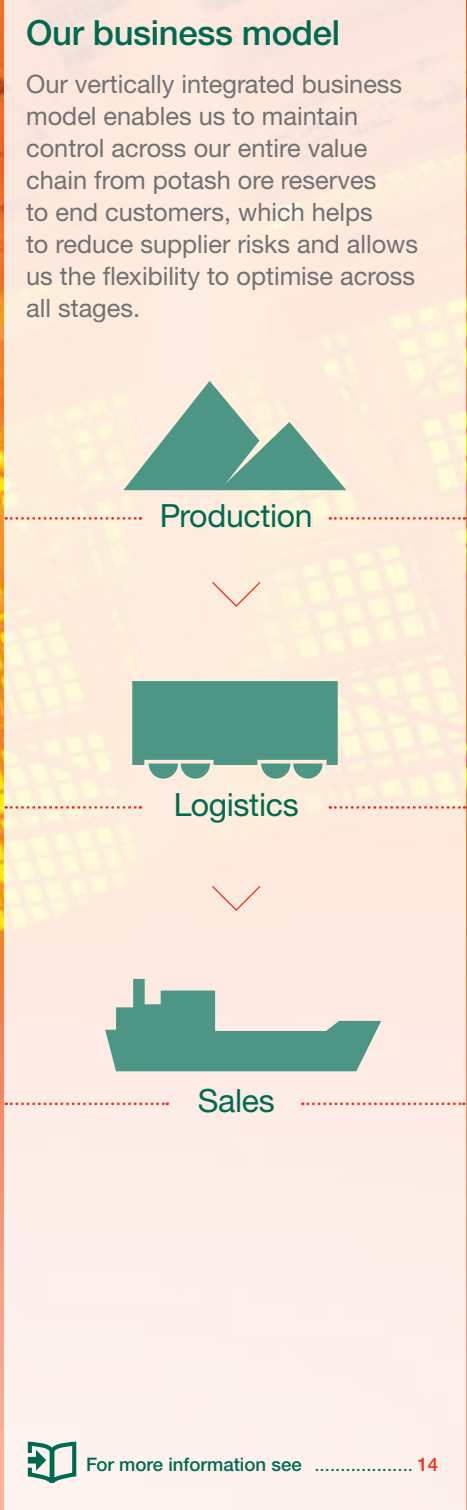 Our business model
Our vertically integrated business
model enables us to maintain
control across our entire value
chain from potash ore reserves
to end customers, which helps
to reduce supplier risks and allows
us the flexibility to optimise across
all stages.
Production
Logistics
Sales
For more information see ................... 14